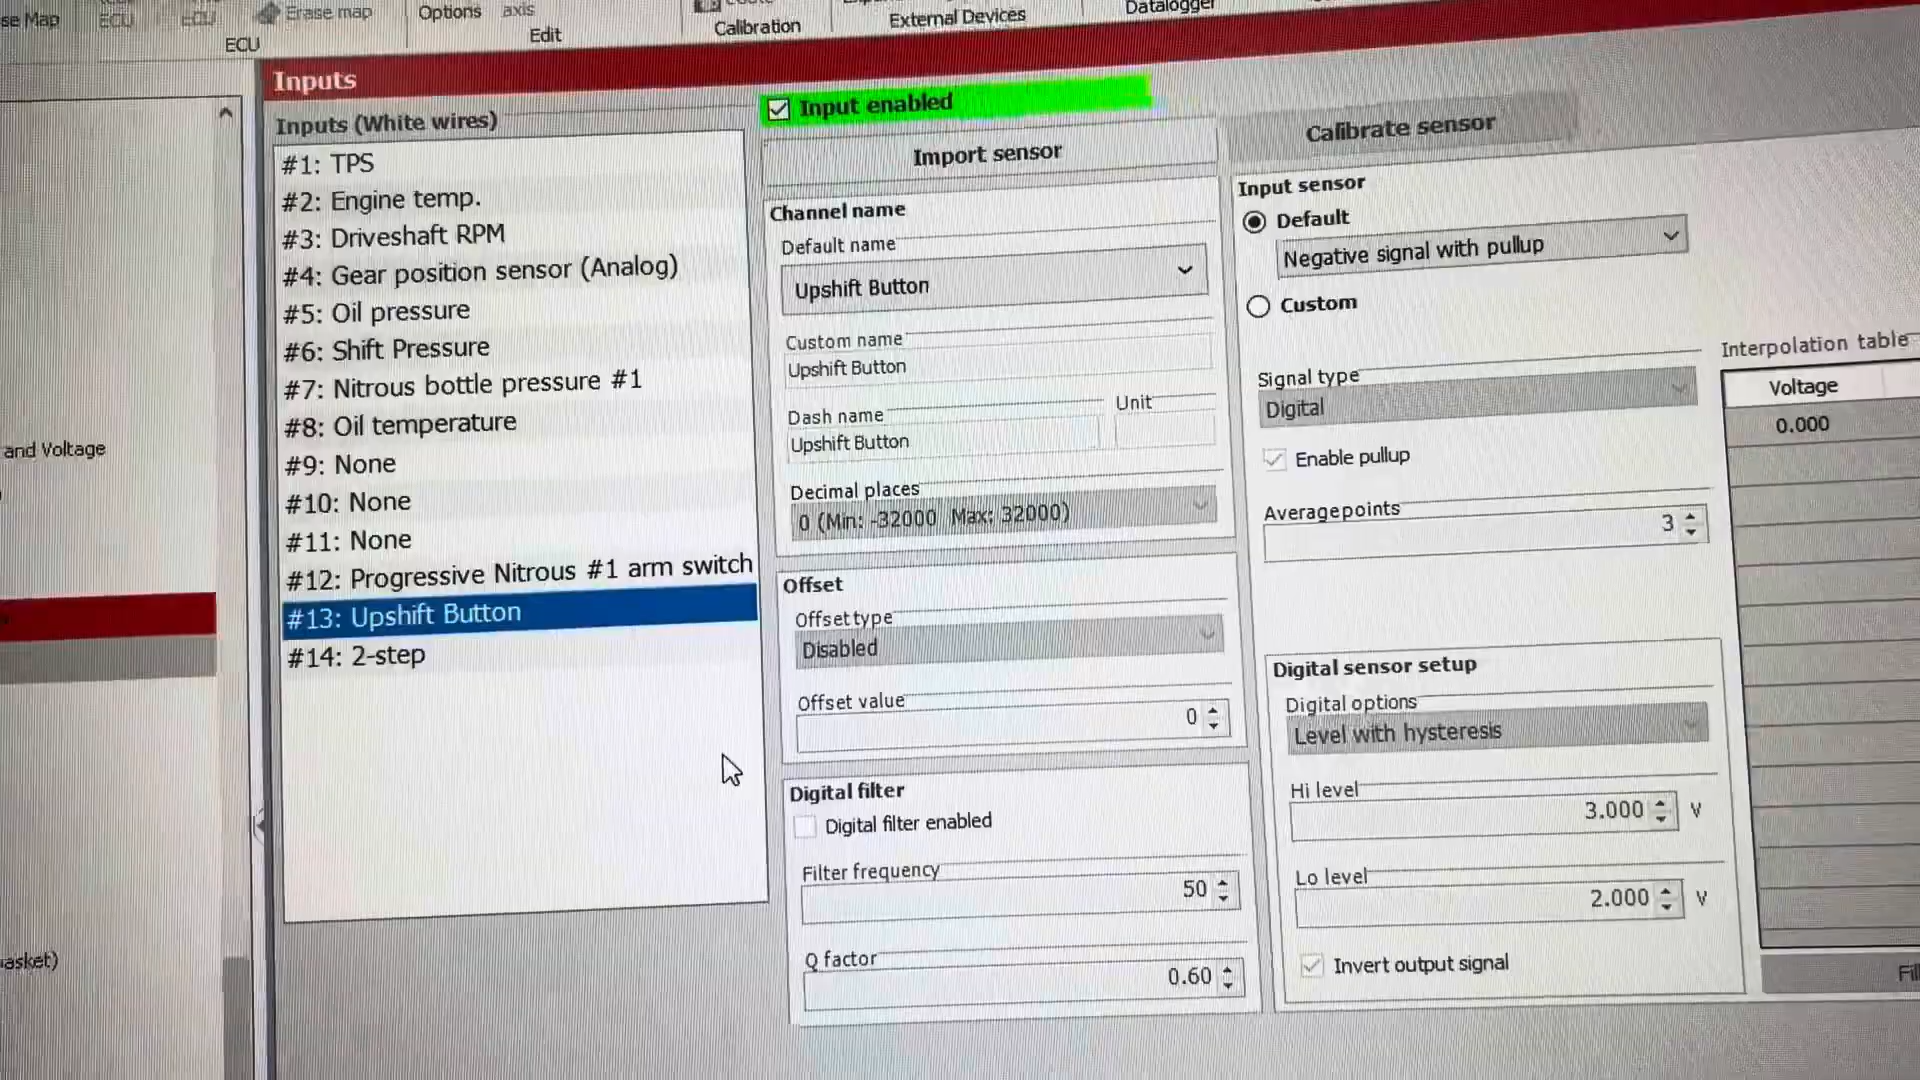 se Map
ECU
ECU
Erase map
Options
axis
Edit
ECU
Calibration
External Devices
Datalogger
and Voltage
asket)
Inputs
Inputs (White wires)
#1: TPS
#2: Engine temp.
#3: Driveshaft RPM
#4: Gear position sensor (Analog)
#5: Oil pressure
#6: Shift Pressure
#7: Nitrous bottle pressure #1
#8: Oil temperature
#9: None
#10: None
#11: None
#12: Progressive Nitrous #1 arm switch
#13: Upshift Button
#14: 2-step
Input enabled
Import sensor
Calibrate sensor
Channel name
Default name
Upshift Button
Custom name
Upshift Button
Dash name
Unit
Upshift Button
Decimal places
0 (Min: -32000 Max: 32000)
Offset
Offset type
Disabled
Offset value
0
Digital filter
Digital filter enabled
Filter frequency
50
Q factor
0.60
Input sensor
Default
Negative signal with pullup
Custom
Signal type
Digital
Enable pullup
Average points
3
Digital sensor setup
Digital options
Level with hysteresis
Hi level
3.000 V
Lo level
2.000 V
Invert output signal
Interpolation table
Voltage
0.000
Fil